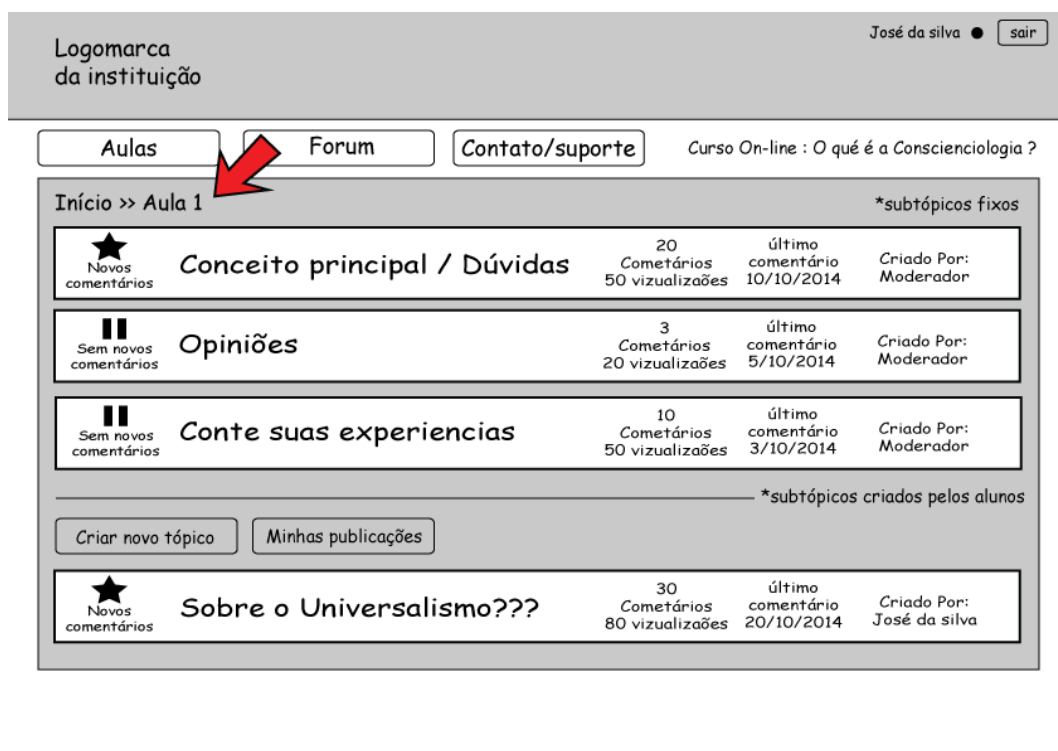 Logomarca
da instituição
José da silva
sair
Aulas
Forum
Contato/suporte
Curso On-line : O qué é a Conscienciologia ?
Início >> Aula 1
*subtópicos fixos
Novos
comentários
Conceito principal / Dúvidas
20
Cometários
50 vizualizaões
último
comentário
10/10/2014
Criado Por:
Moderador
Sem novos
comentários
Opiniões
3
Cometários
20 vizualizaões
último
comentário
5/10/2014
Criado Por:
Moderador
Sem novos
comentários
Conte suas experiencias
10
Cometários
50 vizualizaões
último
comentário
3/10/2014
Criado Por:
Moderador
*subtópicos criados pelos alunos
Criar novo tópico
Minhas publicações
Novos
comentários
Sobre o Universalismo???
30
Cometários
80 vizualizaões
último
comentário
20/10/2014
Criado Por:
José da silva